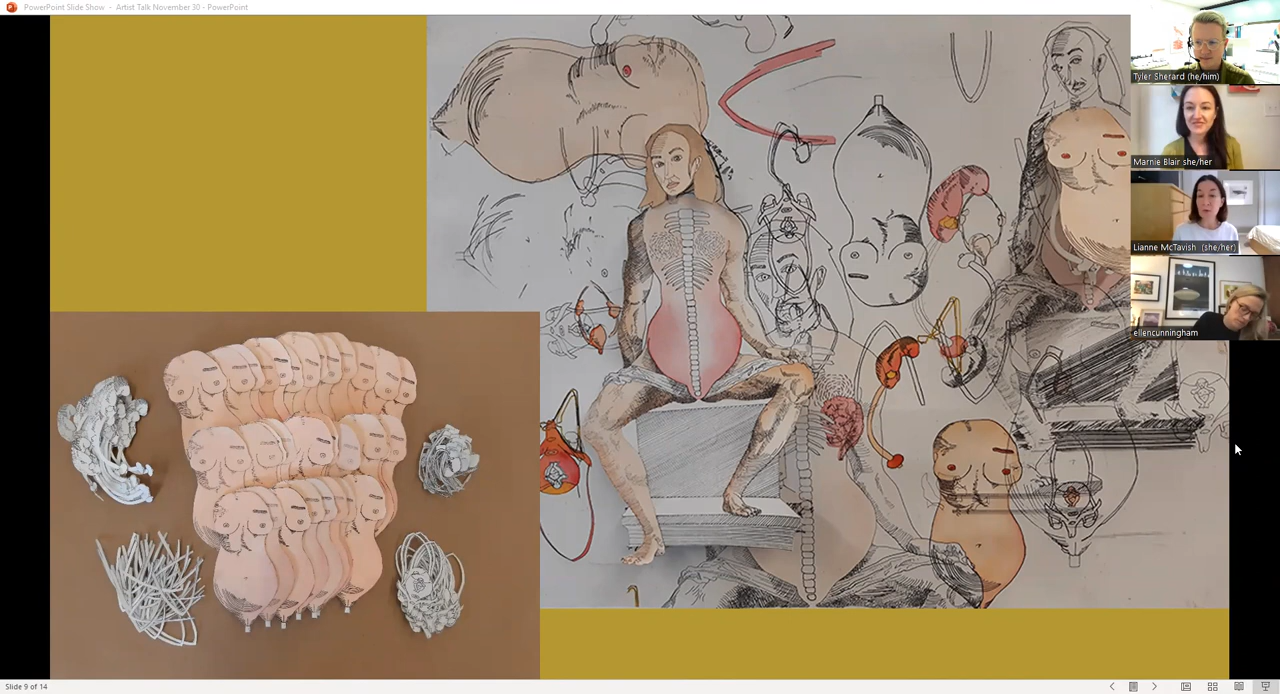 PowerPoint Slide Show - Artist Talk November 30 - PowerPoint
Tyler Sherard (he/him)
Marnie Blair she/her
Lianne McTavish (she/her)
ellencunningham
Slide 9 of 14